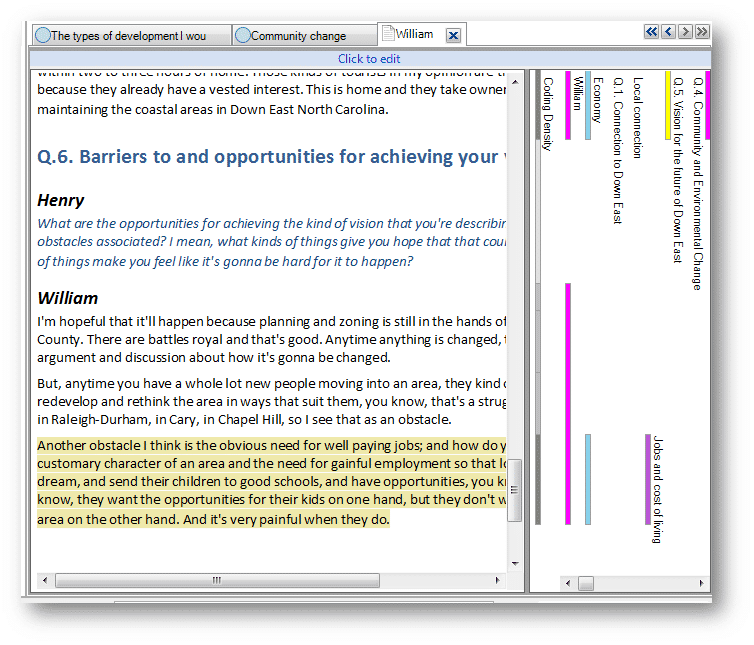 The types of development I wou
Community change
William
Click to edit
within two to three hours of home. Those kinds of tourists in my opinion are
because they already have a vested interest. This is home and they take owner
maintaining the coastal areas in Down East North Carolina.
Q.6. Barriers to and opportunities for achieving your
Henry
What are the opportunities for achieving the kind of vision that you're describin
obstacles associated? I mean, what kinds of things give you hope that that cou
of things make you feel like it's gonna be hard for it to happen?
William
I'm hopeful that it'll happen because planning and zoning is still in the hands of
County. There are battles royal and that's good. Anytime anything is changed,
argument and discussion about how it's gonna be changed.
But, anytime you have a whole lot new people moving into an area, they kind
redevelop and rethink the area in ways that suit them, you know, that's a strug
in Raleigh-Durham, in Cary, in Chapel Hill, so I see that as an obstacle.
Another obstacle I think is the obvious need for well paying jobs; and how do y
customary character of an area and the need for gainful employment so that lo
dream, and send their children to good schools, and have opportunities, you kn
know, they want the opportunities for their kids on one hand, but they don't w
area on the other hand. And it's very painful when they do.
Coding Density
William
Economy
Q.1. Connection to Down East
Local connection
Jobs and cost of living
Q.5. Vision for the future of Down East
Q.4. Community and Environmental Change